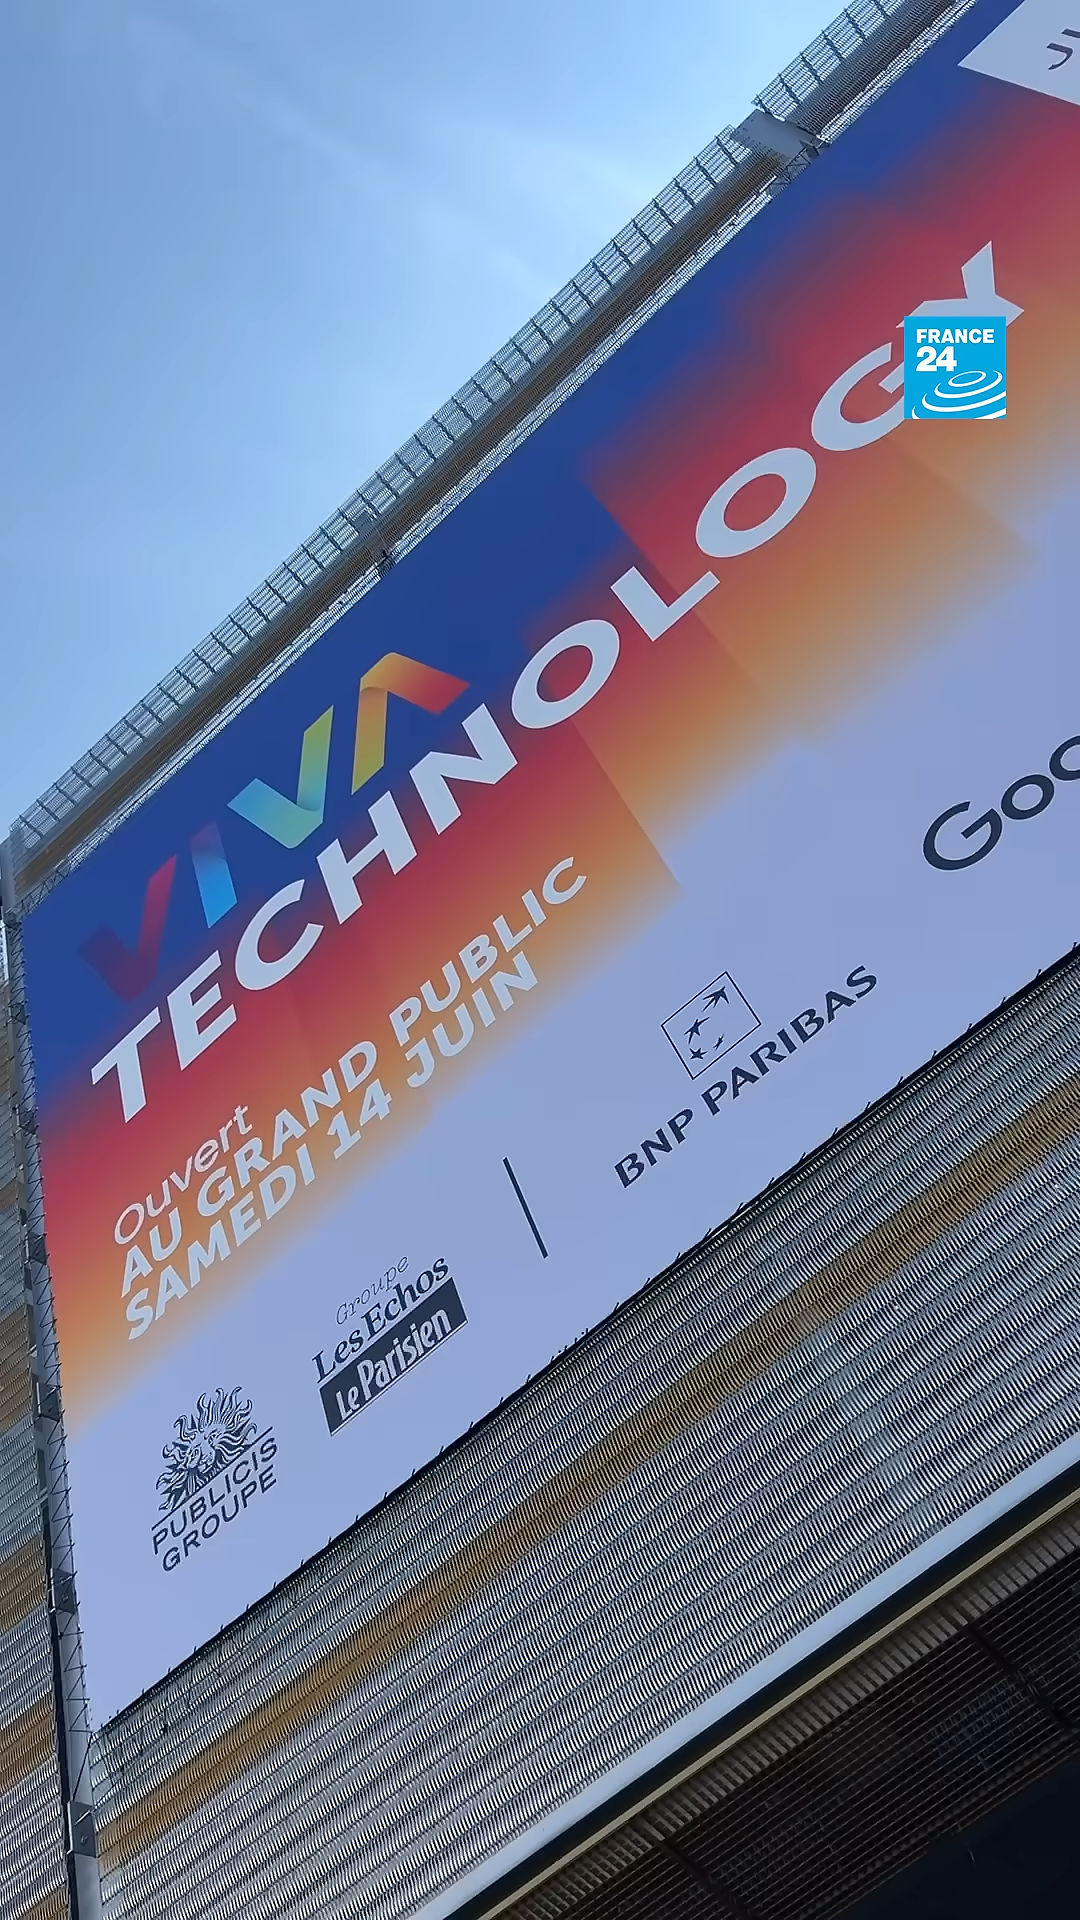 FRANCE
24
VIVA
TECHNOLOGY
Ouvert
AU GRAND PUBLIC
SAMEDI 14 JUIN
PUBLICIS
GROUPE
Groupe
Les Echos
Le Parisien
BNP PARIBAS